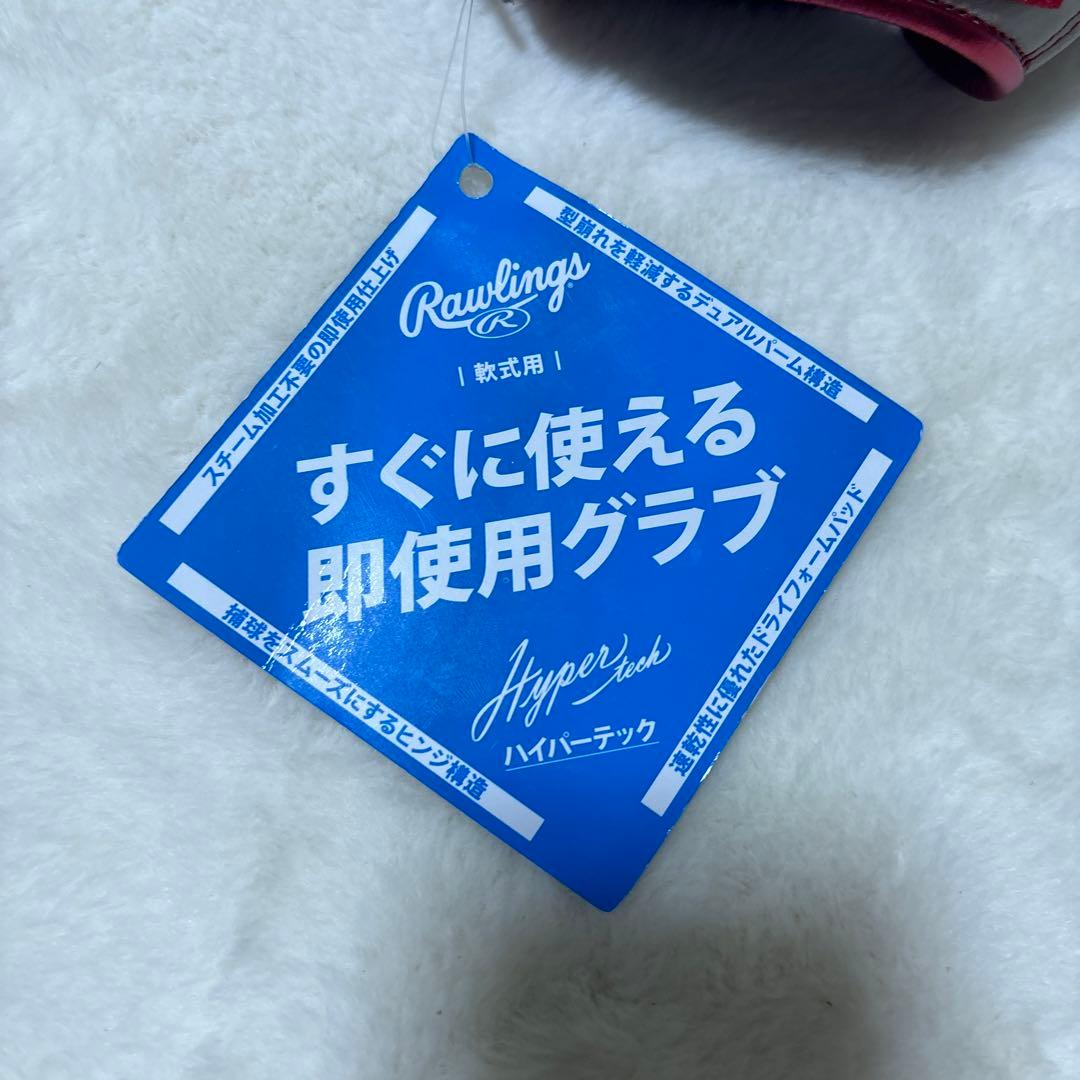 Rawlings
R
軟式用
すぐに使える
即使用グラブ
Hyper tech
ハイパーテック
型崩れを軽減するデュアルパーム構造
速乾性に優れたドライフォームパッド
捕球をスムーズにするヒンジ構造
スチーム加工不要の即使用仕上げ